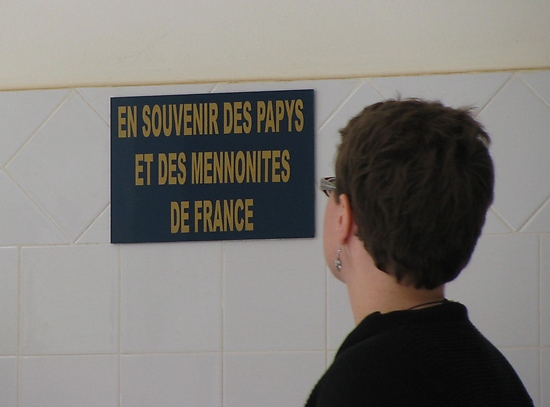 EN SOUVENIR DES PAPYS
ET DES MENNONITES
DE FRANCE